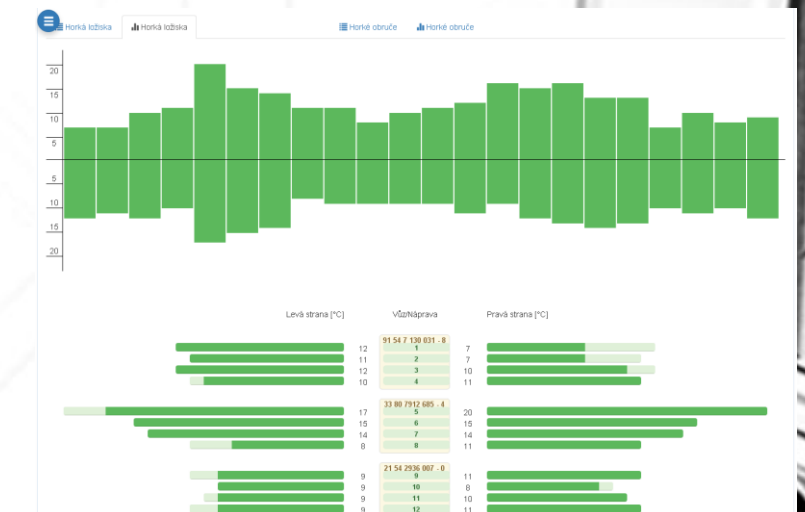 Horká ložiska
Horká ložiska
Horké obruče
Horké obruče
20
15
10
5
5
10
15
20
Levá strana [°C] Vůz/Náprava Pravá strana [°C]
91 54 7 130 031 - 8
12 1 7
11 2 7
12 3 10
10 4 11
33 80 7912 685 - 4
17 5 20
15 6 15
14 7 14
8 8 11
21 54 2936 007 - 0
9 9 11
9 10 8
9 11 10
9 12 11